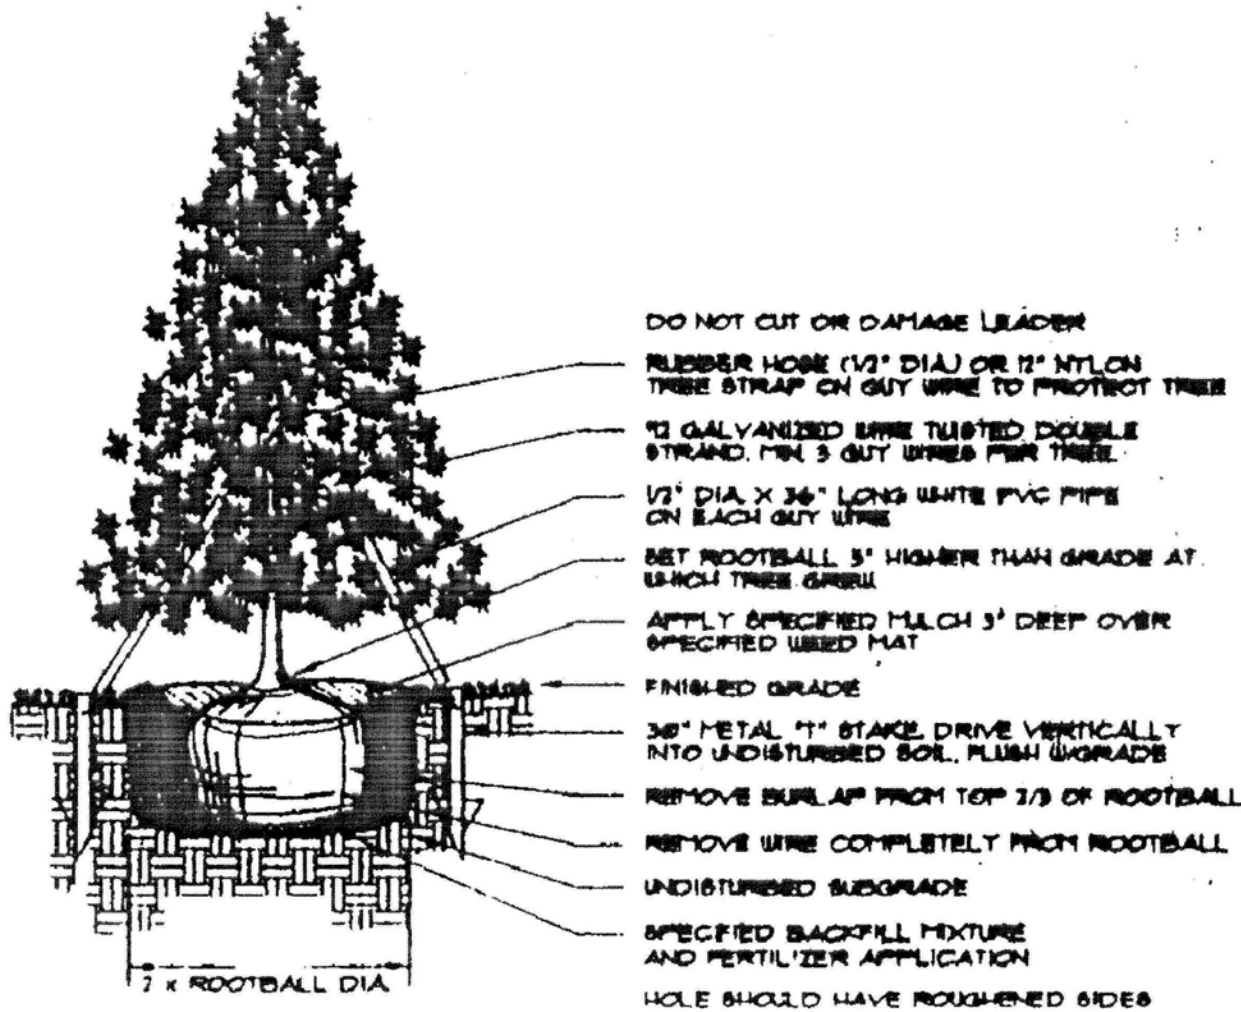 DO NOT CUT OR DAMAGE LEADER
RUBBER HOSE (1/2" DIA.) OR 12" NYLON
TREE STRAP ON GUY WIRE TO PROTECT TREE
12 GALVANIZED WIRE TWISTED DOUBLE
STRAND. MIN. 3 GUY WIRES PER TREE.
1/2" DIA. X 36" LONG WHITE PVC PIPE
ON EACH GUY WIRE
SET ROOTBALL 3" HIGHER THAN GRADE AT
WHICH TREE GREW
APPLY SPECIFIED MULCH 3" DEEP OVER
SPECIFIED WEED MAT
FINISHED GRADE
METAL "T" STAKE. DRIVE VERTICALLY
INTO UNDISTURBED SOIL. FLUSH W/GRADE
REMOVE BURLAP FROM TOP 2/3 OF ROOTBALL
REMOVE WIRE COMPLETELY FROM ROOTBALL
UNDISTURBED SUBGRADE
SPECIFIED BACKFILL MIXTURE
AND FERTILIZER APPLICATION
2 x ROOTBALL DIA.
HOLE SHOULD HAVE ROUGHENED SIDES